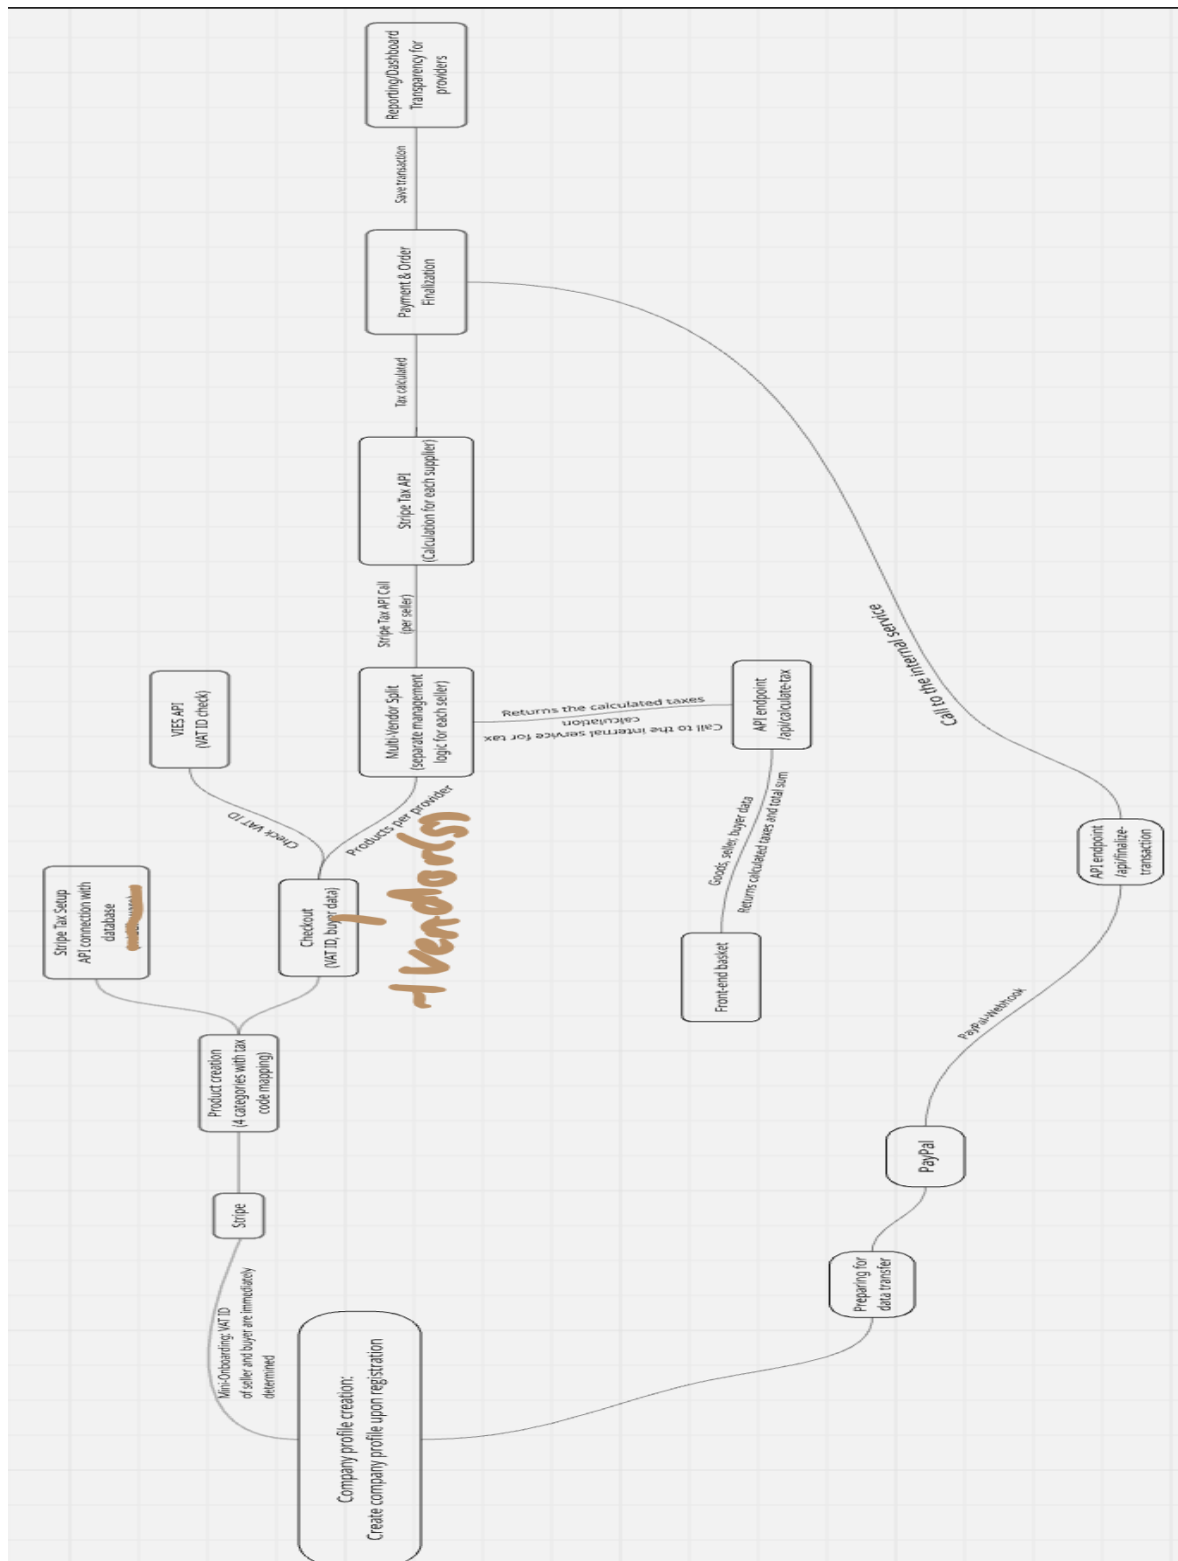 Company profile creation:
Create company profile upon registration
Mini-Onboarding: VAT ID
of seller and buyer are immediately
determined
Stripe
Product creation
(4 categories with tax
code mapping)
Stripe Tax Setup
API connection with
database
Checkout
(VAT ID, buyer data)
+ vendor(s)
Check VAT ID
VIES API
(VAT ID check)
Products per provider
Multi-Vendor Split
(separate management
logic for each seller)
Stripe Tax API Call
(per seller)
Stripe Tax API
(Calculation for each supplier)
Tax calculated
Payment & Order
Finalization
Save transaction
Reporting/Dashboard
Transparency for
providers
Returns the calculated taxes
Call to the internal service for tax
calculation
API endpoint
/api/calculate-tax
Goods, seller, buyer data
Returns calculated taxes and total sum
Front-end basket
Preparing for
data transfer
PayPal
PayPal-Webhook
API endpoint
/api/finalize-
transaction
Call to the internal service